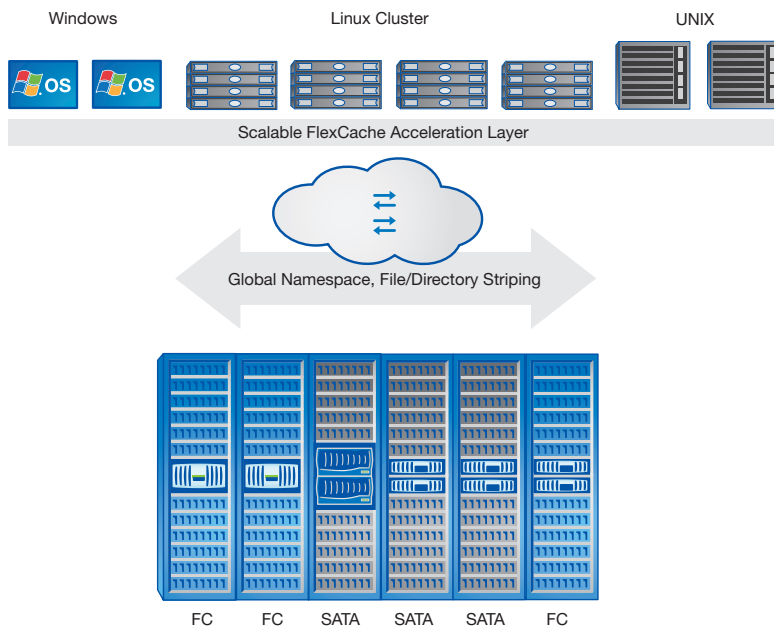 Windows Linux Cluster UNIX
OS OS
Scalable FlexCache Acceleration Layer
Global Namespace, File/Directory Striping
FC FC SATA SATA SATA FC